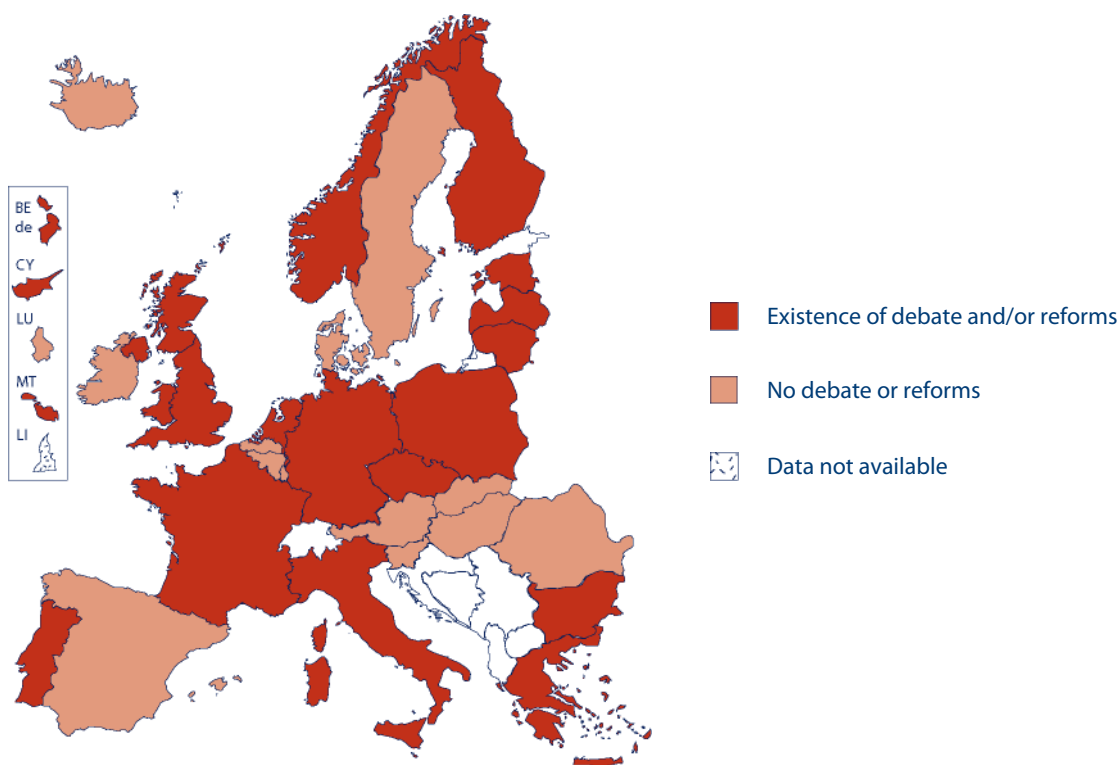 BE
de
CY
LU
MT
LI
Existence of debate and/or reforms
No debate or reforms
Data not available